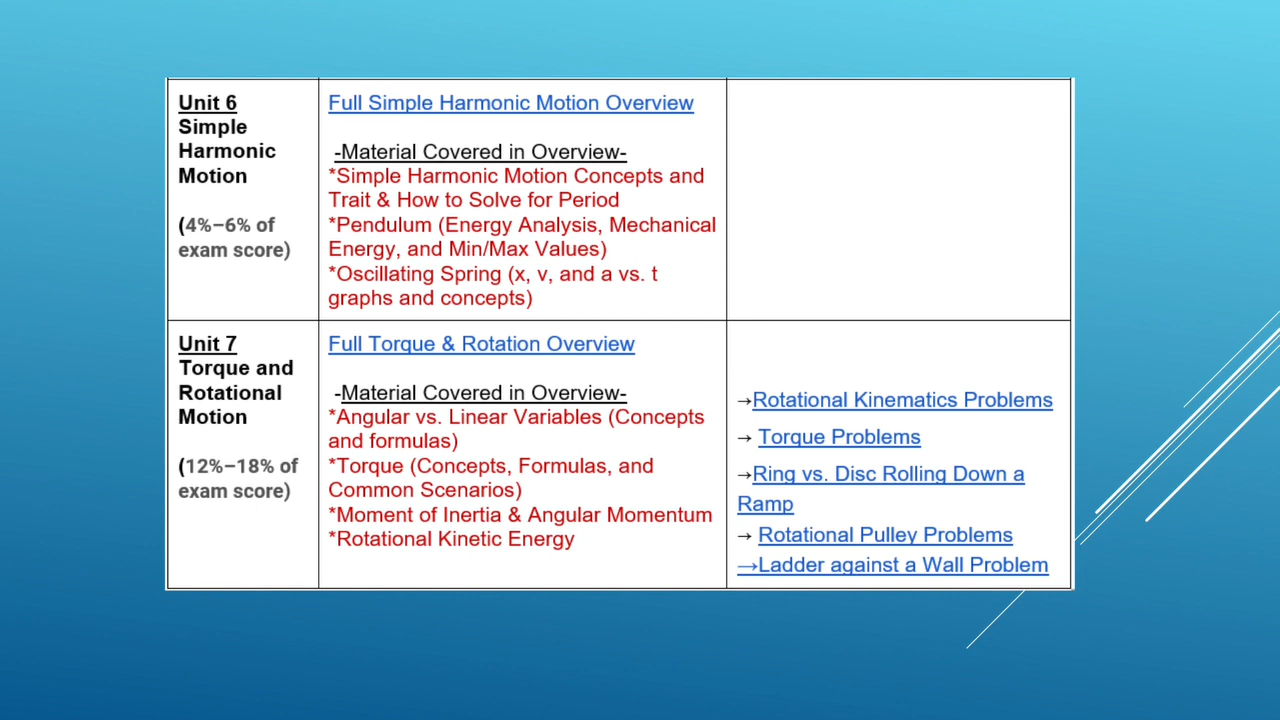 Unit 6
Simple
Harmonic
Motion
(4%–6% of
exam score)
Full Simple Harmonic Motion Overview
-Material Covered in Overview-
*Simple Harmonic Motion Concepts and
Trait & How to Solve for Period
*Pendulum (Energy Analysis, Mechanical
Energy, and Min/Max Values)
*Oscillating Spring (x, v, and a vs. t
graphs and concepts)
Unit 7
Torque and
Rotational
Motion
(12%–18% of
exam score)
Full Torque & Rotation Overview
-Material Covered in Overview-
*Angular vs. Linear Variables (Concepts
and formulas)
*Torque (Concepts, Formulas, and
Common Scenarios)
*Moment of Inertia & Angular Momentum
*Rotational Kinetic Energy
→Rotational Kinematics Problems
→ Torque Problems
→Ring vs. Disc Rolling Down a
Ramp
→ Rotational Pulley Problems
→Ladder against a Wall Problem